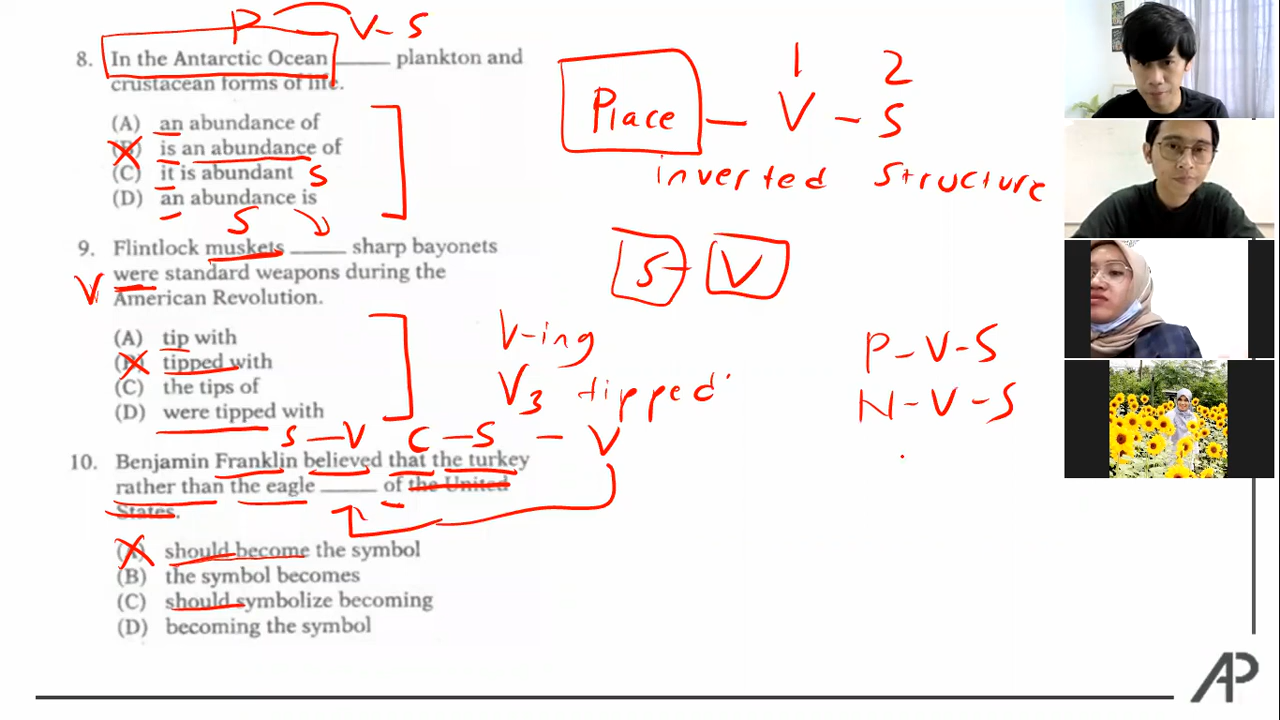 P V-S
8. In the Antarctic Ocean _____ plankton and
crustacean forms of life.
(A) an abundance of
(B) is an abundance of
(C) it is abundant S
(D) an abundance is
S
9. Flintlock muskets _____ sharp bayonets
V were standard weapons during the
American Revolution.
(A) tip with
(B) tipped with
(C) the tips of
(D) were tipped with
S-V C-S-V
10. Benjamin Franklin believed that the turkey
rather than the eagle _____ of the United
States.
(A) should become the symbol
(B) the symbol becomes
(C) should symbolize becoming
(D) becoming the symbol
1 2
Place - V - S
inverted structure
S + V
V-ing
V3 tipped
P-V-S
N-V-S
AP